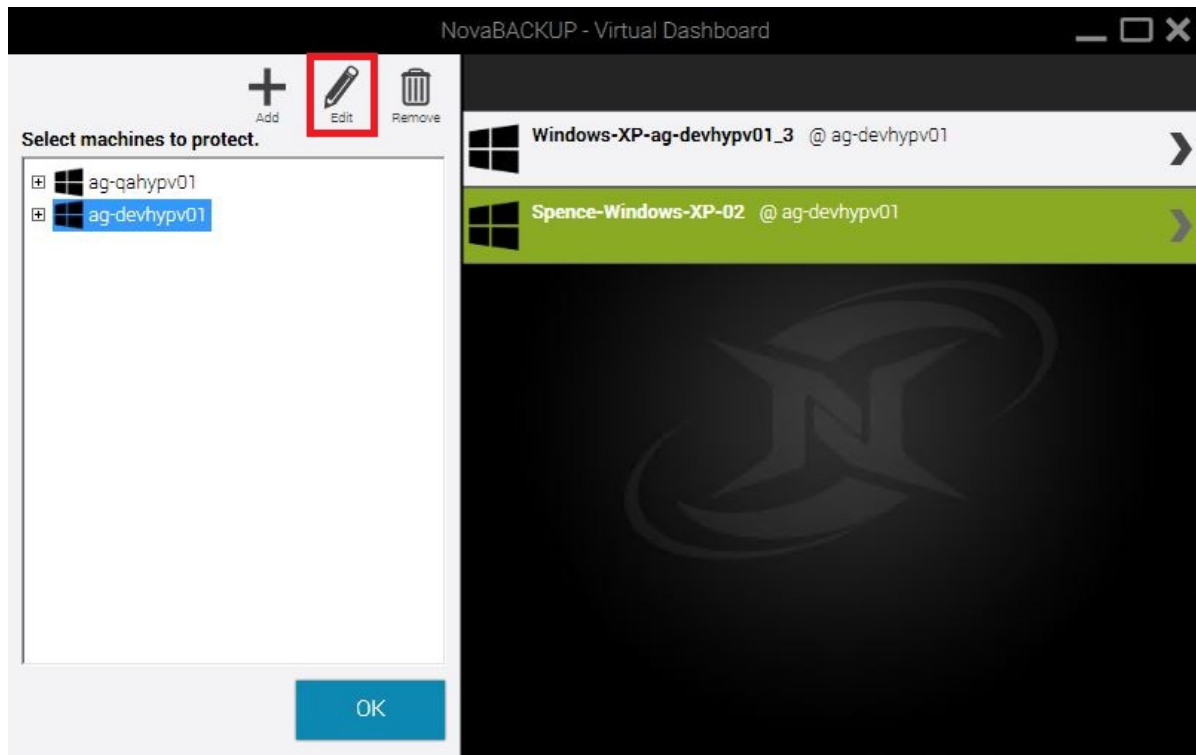 NovaBACKUP - Virtual Dashboard
Add
Edit
Remove
Select machines to protect.
ag-qahypv01
ag-devhypv01
OK
Windows-XP-ag-devhypv01_3 @ ag-devhypv01
Spence-Windows-XP-02 @ ag-devhypv01